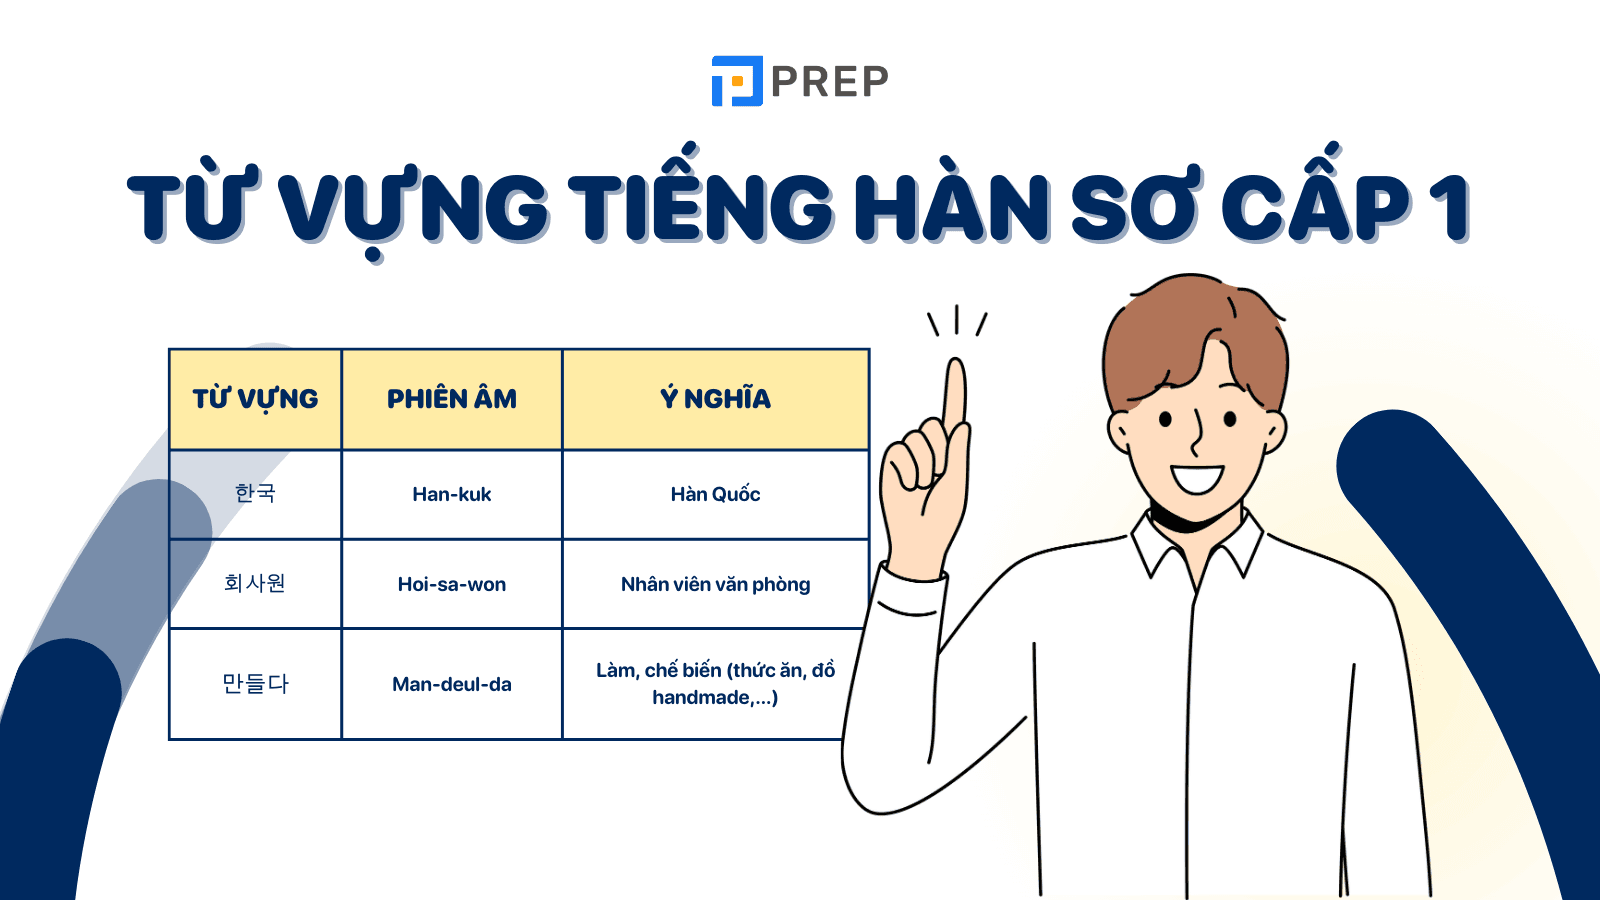 PREP
TỪ VỰNG TIẾNG HÀN SƠ CẤP 1
TỪ VỰNG PHIÊN ÂM Ý NGHĨA
한국 Han-kuk Hàn Quốc
회사원 Hoi-sa-won Nhân viên văn phòng
만들다 Man-deul-da Làm, chế biến (thức ăn, đồ
handmade,...)